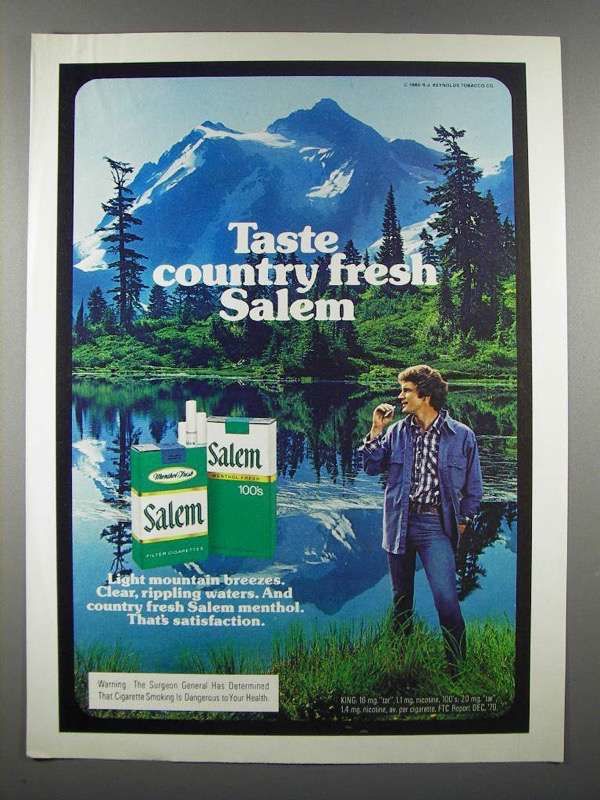 © 1980 R.J. REYNOLDS TOBACCO CO.
Taste
country fresh
Salem
Menthol Fresh
Salem
FILTER CIGARETTES
Salem
MENTHOL FRESH
100's
Light mountain breezes.
Clear, rippling waters. And
country fresh Salem menthol.
That's satisfaction.
Warning: The Surgeon General Has Determined
That Cigarette Smoking Is Dangerous to Your Health.
KING: 16 mg. "tar", 1.1 mg. nicotine, 100's: 20 mg. "tar",
1.4 mg. nicotine, av. per cigarette, FTC Report DEC. '78.